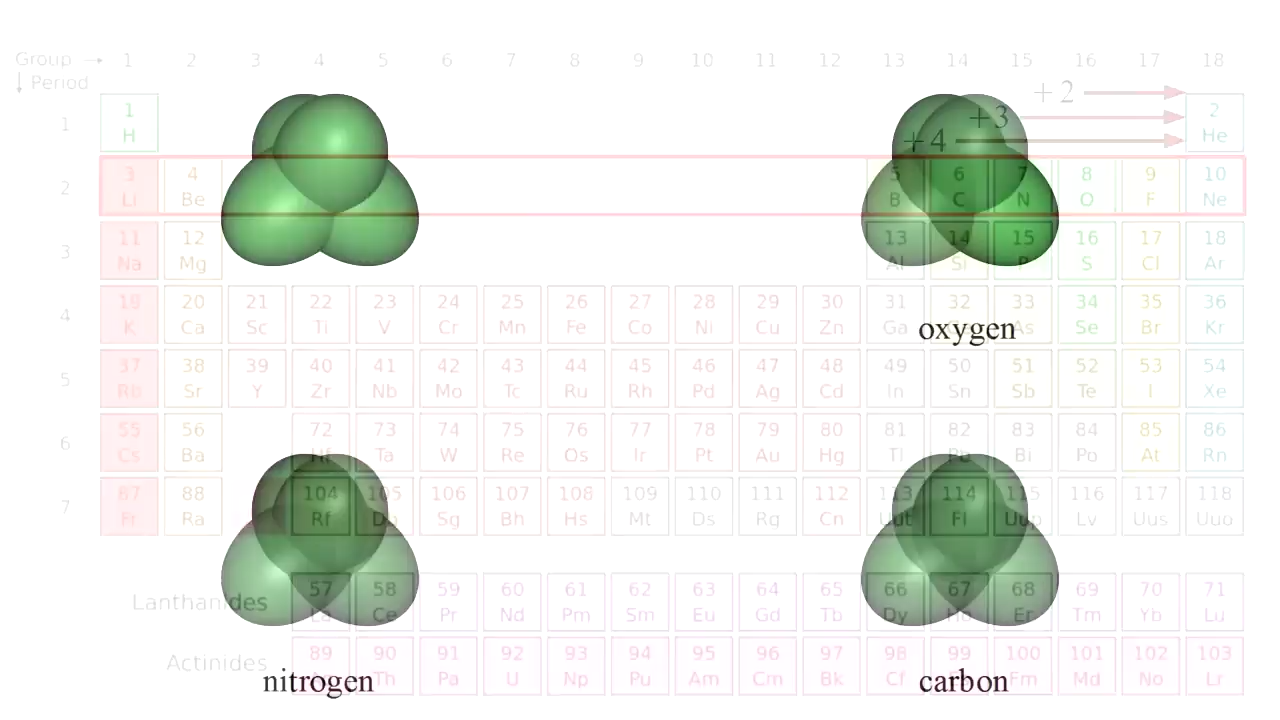 Group → 1 2 3 4 5 6 7 8 9 10 11 12 13 14 15 16 17 18
↓ Period
+2
+3
+4
1 1 2
H He
2 3 4 5 6 7 8 9 10
Li Be B C N O F Ne
3 11 12 13 14 15 16 17 18
Na Mg Al Si P S Cl Ar
4 19 20 21 22 23 24 25 26 27 28 29 30 31 32 33 34 35 36
K Ca Sc Ti V Cr Mn Fe Co Ni Cu Zn Ga As Se Br Kr
oxygen
5 37 38 39 40 41 42 43 44 45 46 47 48 49 50 51 52 53 54
Rb Sr Y Zr Nb Mo Tc Ru Rh Pd Ag Cd In Sn Sb Te I Xe
6 55 56 72 73 74 75 76 77 78 79 80 81 82 83 84 85 86
Cs Ba Hf Ta W Re Os Ir Pt Au Hg Tl Pb Bi Po At Rn
7 87 88 104 105 106 107 108 109 110 111 112 113 114 115 116 117 118
Fr Ra Rf Db Sg Bh Hs Mt Ds Rg Cn Uut Fl Uup Lv Uus Uuo
Lanthanides 57 58 59 60 61 62 63 64 65 66 67 68 69 70 71
La Ce Pr Nd Pm Sm Eu Gd Tb Dy Ho Er Tm Yb Lu
Actinides 89 90 91 92 93 94 95 96 97 98 99 100 101 102 103
Th Pa U Np Pu Am Cm Bk Cf Fm Md No Lr
nitrogen
carbon